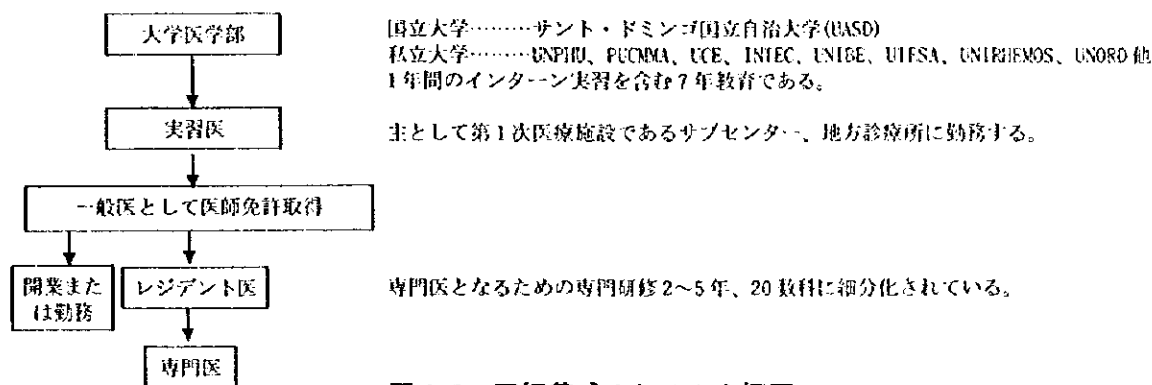 大学医学部
国立大学………サント・ドミンゴ国立自治大学(UASD)
私立大学………UNPHU、PUCMMA、UCE、INTEC、UNIBE、UTESA、UNIRHEMOS、UNORO 他
1年間のインターン実習を含む7年教育である。
実習医
主として第1次医療施設であるサブセンター、地方診療所に勤務する。
一般医として医師免許取得
開業また
は勤務
レジデント医
専門医となるための専門研修2～5年、20数科に細分化されている。
専門医